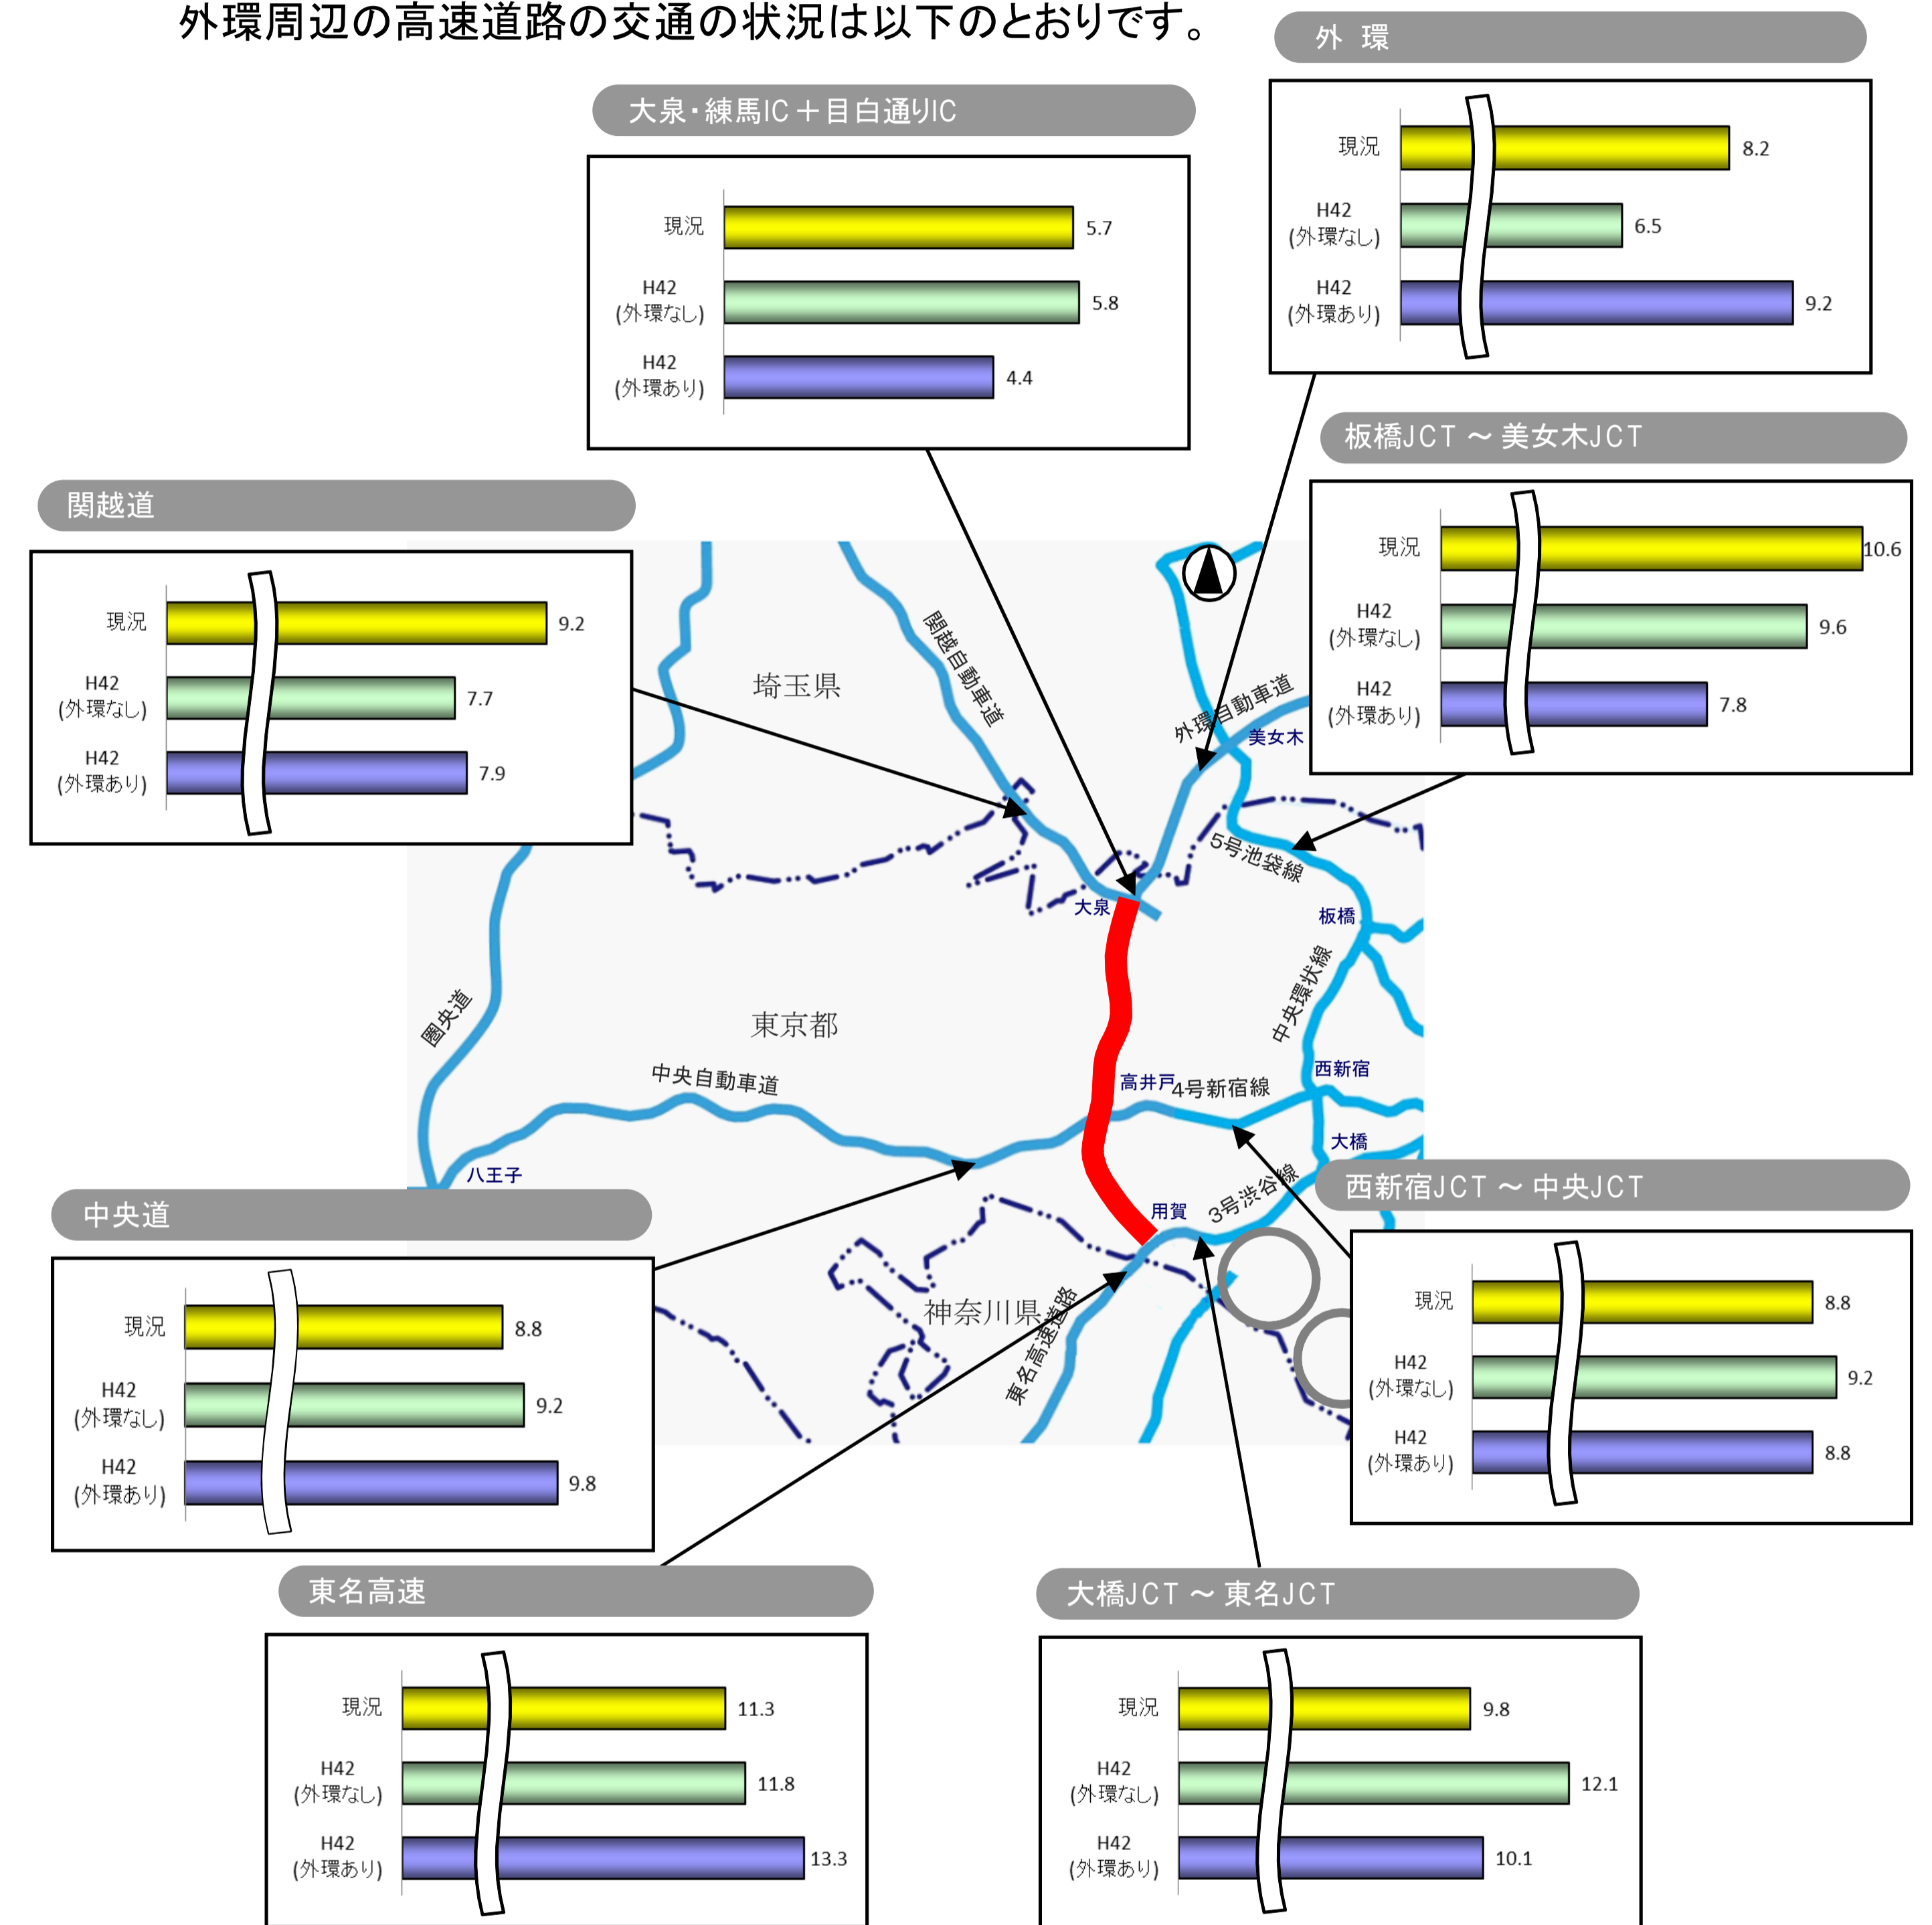 外環周辺の高速道路の交通の状況は以下のとおりです。
外 環
現況
8.2
H42
(外環なし)
6.5
H42
(外環あり)
9.2
大泉・練馬IC＋目白通りIC
現況
5.7
H42
(外環なし)
5.8
H42
(外環あり)
4.4
板橋JCT ～ 美女木JCT
現況
10.6
H42
(外環なし)
9.6
H42
(外環あり)
7.8
関越道
現況
9.2
H42
(外環なし)
7.7
H42
(外環あり)
7.9
関越自動車道
埼玉県
外環自動車道
美女木
5号池袋線
大泉
板橋
中央環状線
圏央道
東京都
中央自動車道
高井戸
4号新宿線
西新宿
大橋
八王子
用賀
3号渋谷線
神奈川県
東名高速道路
中央道
現況
8.8
H42
(外環なし)
9.2
H42
(外環あり)
9.8
西新宿JCT ～ 中央JCT
現況
8.8
H42
(外環なし)
9.2
H42
(外環あり)
8.8
東名高速
現況
11.3
H42
(外環なし)
11.8
H42
(外環あり)
13.3
大橋JCT ～ 東名JCT
現況
9.8
H42
(外環なし)
12.1
H42
(外環あり)
10.1